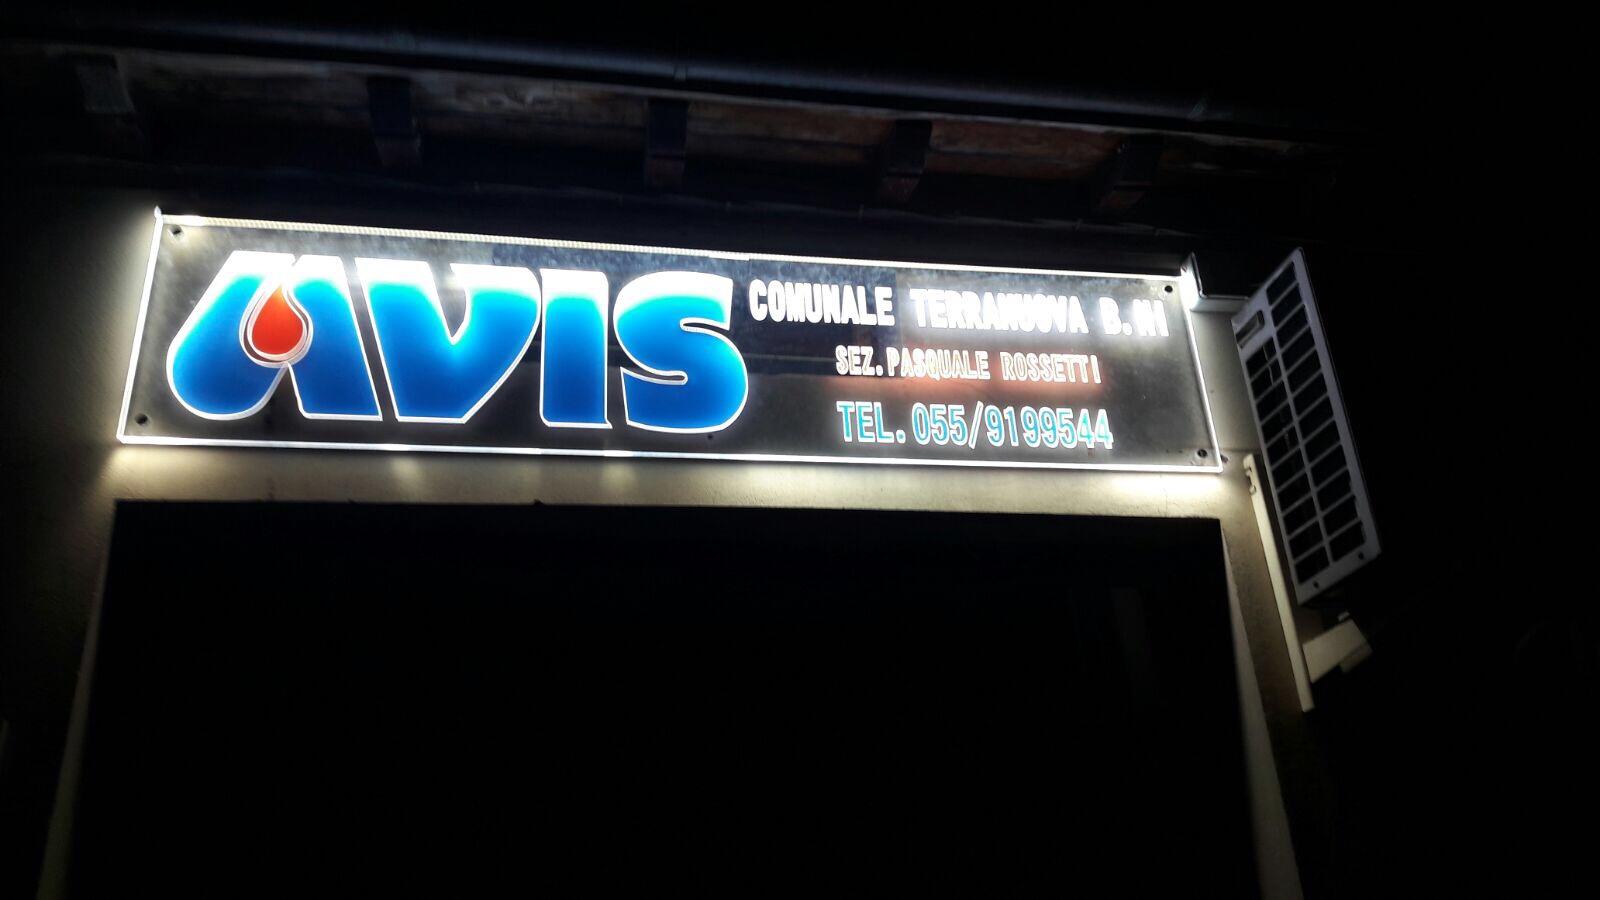 AVIS
COMUNALE TERRANUOVA B.NI
SEZ. PASQUALE ROSSETTI
TEL. 055/9199544